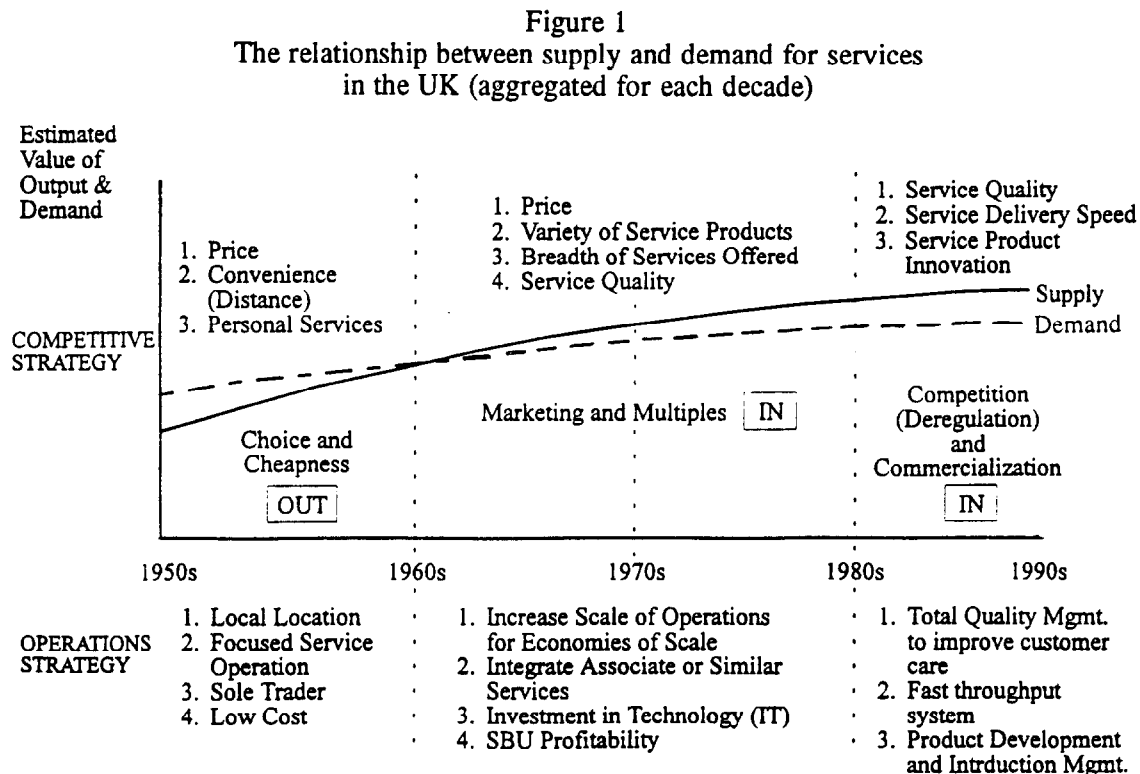 Figure 1
The relationship between supply and demand for services
in the UK (aggregated for each decade)
Estimated
Value of
Output &
Demand
1. Price
2. Convenience
(Distance)
3. Personal Services
1. Price
2. Variety of Service Products
3. Breadth of Services Offered
4. Service Quality
1. Service Quality
2. Service Delivery Speed
3. Service Product
Innovation
Supply
Demand
COMPETITIVE
STRATEGY
Choice and
Cheapness
OUT
Marketing and Multiples IN
Competition
(Deregulation)
and
Commercialization
IN
1950s 1960s 1970s 1980s 1990s
OPERATIONS
STRATEGY
1. Local Location
2. Focused Service
Operation
3. Sole Trader
4. Low Cost
1. Increase Scale of Operations
for Economies of Scale
2. Integrate Associate or Similar
Services
3. Investment in Technology (IT)
4. SBU Profitability
1. Total Quality Mgmt.
to improve customer
care
2. Fast throughput
system
3. Product Development
and Intrduction Mgmt.